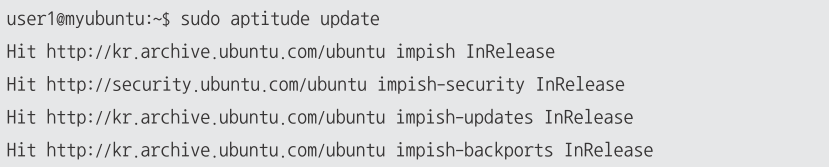 user1@myubuntu:~$ sudo aptitude update
Hit http://kr.archive.ubuntu.com/ubuntu impish InRelease
Hit http://security.ubuntu.com/ubuntu impish-security InRelease
Hit http://kr.archive.ubuntu.com/ubuntu impish-updates InRelease
Hit http://kr.archive.ubuntu.com/ubuntu impish-backports InRelease